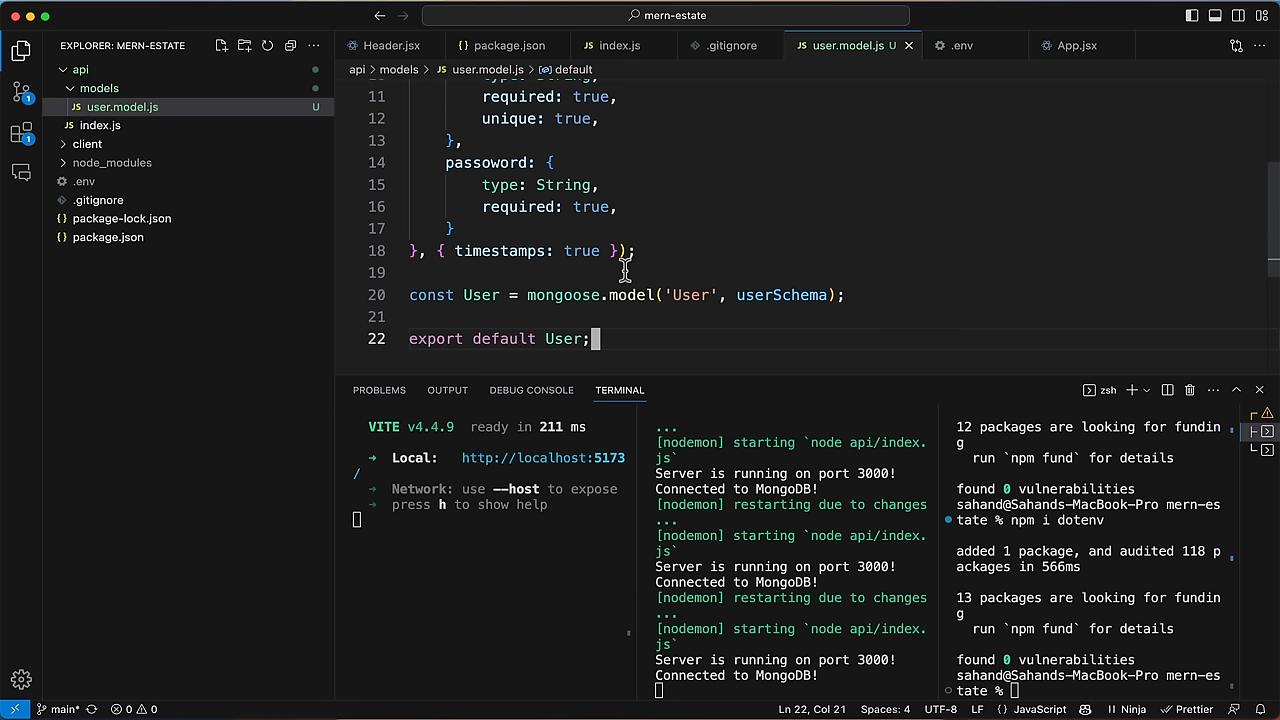 mern-estate
EXPLORER: MERN-ESTATE
Header.jsx
package.json
index.js
.gitignore
JS user.model.js U
.env
App.jsx
api
models
JS user.model.js U
JS index.js
client
node_modules
.env
.gitignore
{} package-lock.json
{} package.json
api > models > JS user.model.js > default
11 required: true,
12 unique: true,
13 },
14 passoword: {
15 type: String,
16 required: true,
17 }
18 }, { timestamps: true });
19
20 const User = mongoose.model('User', userSchema);
21
22 export default User;
PROBLEMS OUTPUT DEBUG CONSOLE TERMINAL
zsh
VITE v4.4.9 ready in 211 ms
➜ Local: http://localhost:5173
/
➜ Network: use --host to expose
➜ press h to show help
...
[nodemon] starting `node api/index.
js`
Server is running on port 3000!
Connected to MongoDB!
[nodemon] restarting due to changes
...
[nodemon] starting `node api/index.
js`
Server is running on port 3000!
Connected to MongoDB!
[nodemon] restarting due to changes
...
[nodemon] starting `node api/index.
js`
Server is running on port 3000!
Connected to MongoDB!
12 packages are looking for fundin
g
run `npm fund` for details
found 0 vulnerabilities
sahand@Sahands-MacBook-Pro mern-es
tate % npm i dotenv
added 1 package, and audited 118 p
ackages in 566ms
13 packages are looking for fundin
g
run `npm fund` for details
found 0 vulnerabilities
sahand@Sahands-MacBook-Pro mern-es
tate %
main* 0 0
Ln 22, Col 21 Spaces: 4 UTF-8 LF {} JavaScript Ninja Prettier